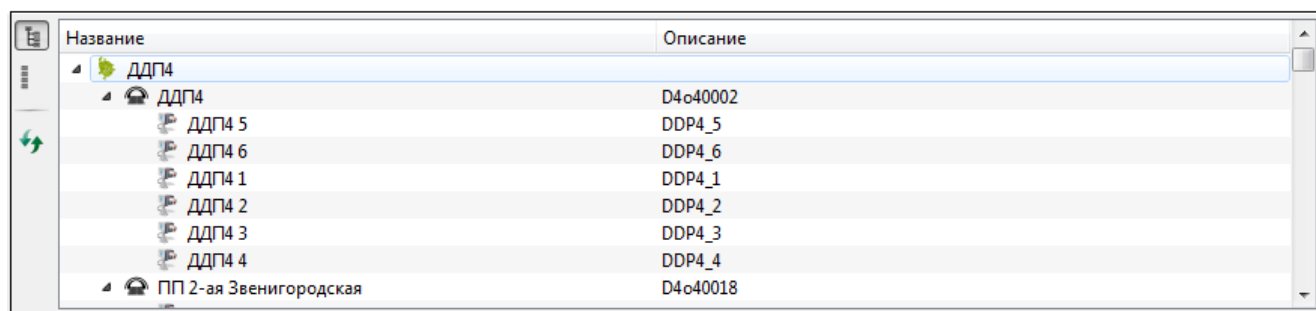 Название Описание
ДДП4
ДДП4 D4o40002
ДДП4 5 DDP4_5
ДДП4 6 DDP4_6
ДДП4 1 DDP4_1
ДДП4 2 DDP4_2
ДДП4 3 DDP4_3
ДДП4 4 DDP4_4
ПП 2-ая Звенигородская D4o40018